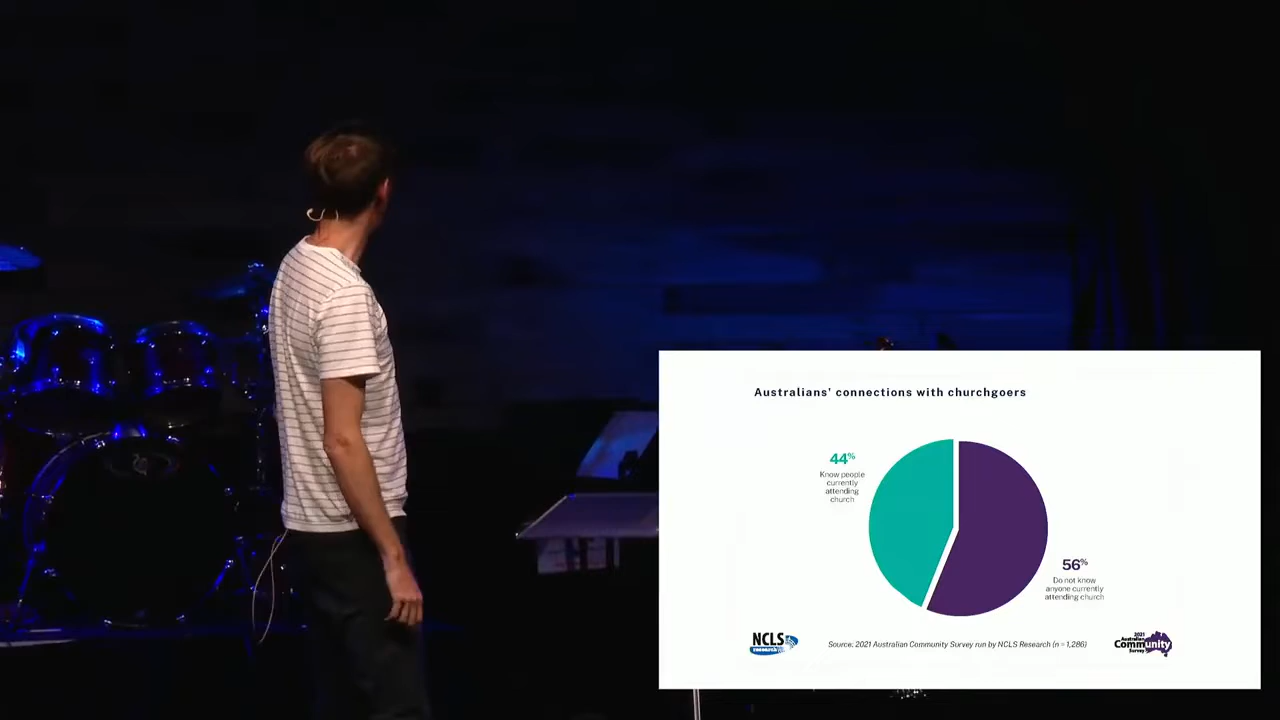 Australians' connections with churchgoers
44%
Know people
currently
attending
church
56%
Do not know
anyone currently
attending church
NCLS
research
Source: 2021 Australian Community Survey run by NCLS Research (n = 1,286)
2021
Australian
Community
Survey